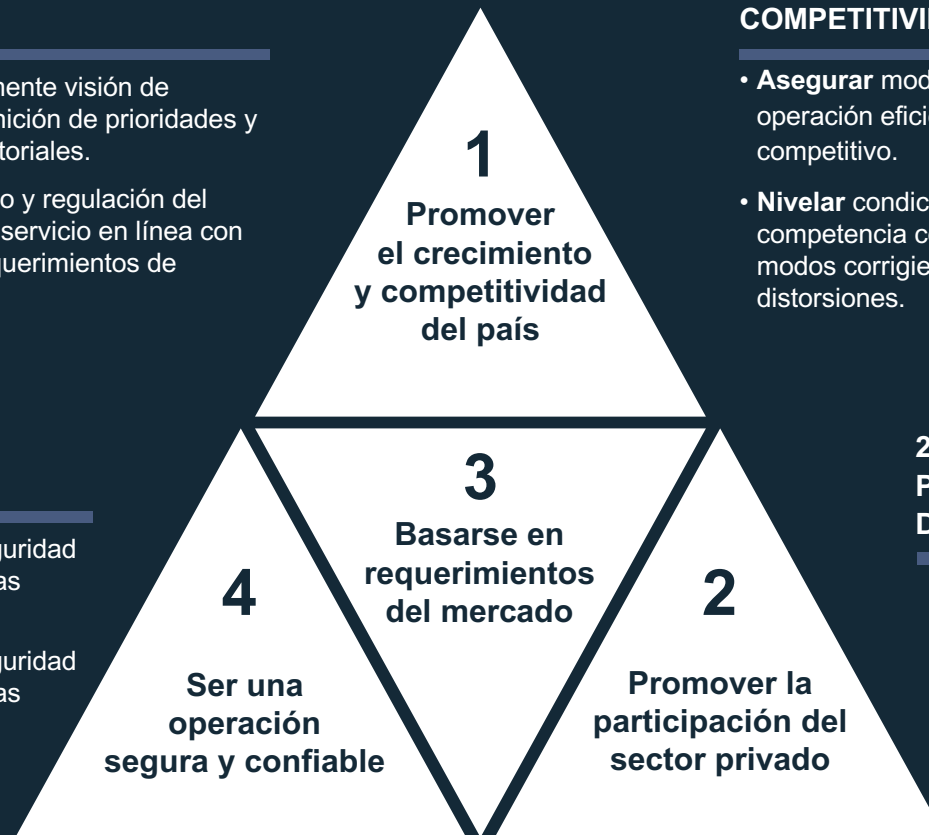 mente visión de
nición de prioridades y
toriales.
o y regulación del
servicio en línea con
querimientos de
1
Promover
el crecimiento
y competitividad
del país
COMPETITIVI
• Asegurar mod
operación efici
competitivo.
• Nivelar condic
competencia c
modos corrigie
distorsiones.
3
Basarse en
requerimientos
del mercado
4
Ser una
operación
segura y confiable
2
Promover la
participación del
sector privado
guridad
as
guridad
as
2
P
D